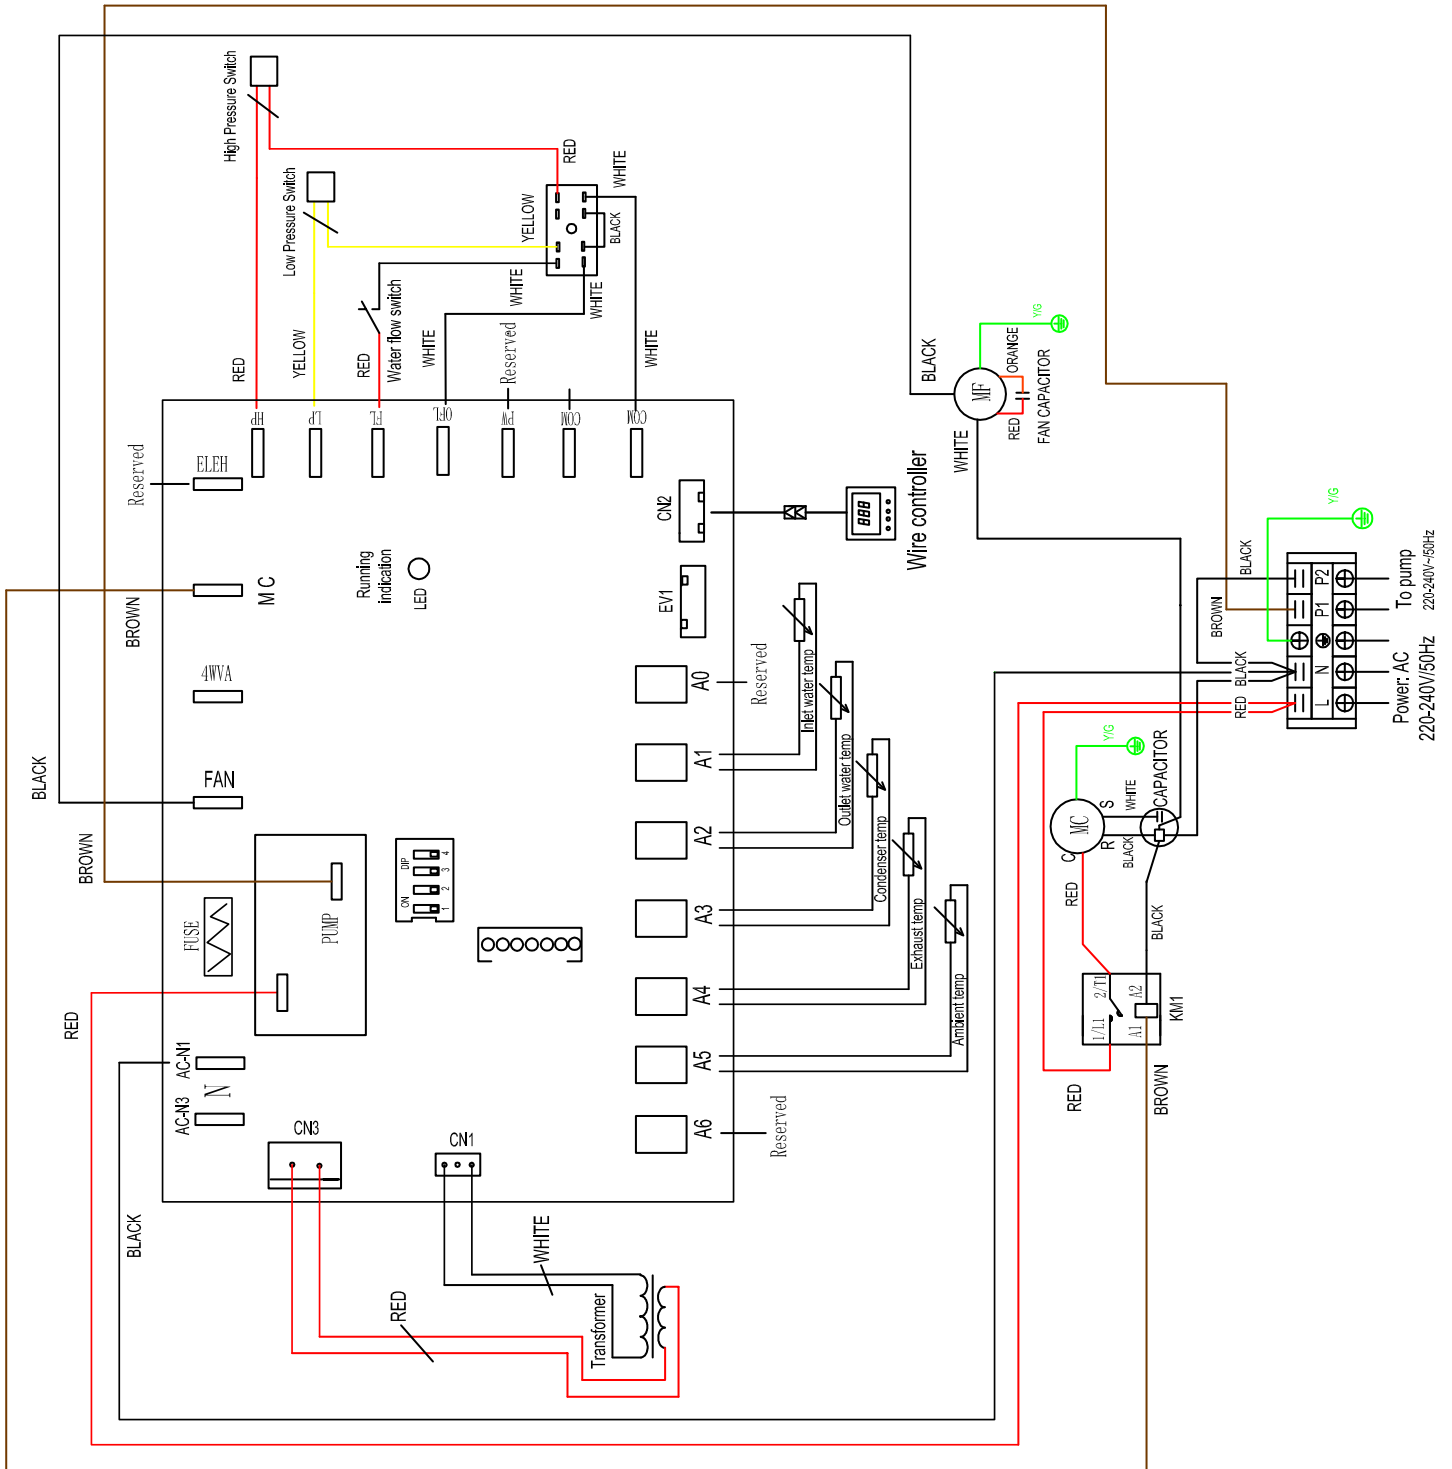 High Pressure Switch
RED
WHITE
Low Pressure Switch
YELLOW
BLACK
WHITE
WHITE
Water flow switch
RED
YELLOW
RED
WHITE
Reserved
WHITE
HP
LP
FL
OFL
PW
COM
COM
BLACK
MF
ORANGE
RED
FAN CAPACITOR
Y/G
WHITE
Reserved
ELEH
CN2
888
Wire controller
Running
indication
LED
EV1
M C
BROWN
4WVA
FAN
BLACK
BROWN
A0
Reserved
Inlet water temp
A1
Outlet water temp
A2
Condenser temp
A3
Exhaust temp
A4
Ambient temp
A5
A6
Reserved
FUSE
PUMP
ON DIP
1 2 3 4
RED
AC-N1
N
AC-N3
CN3
CN1
BLACK
WHITE
RED
Transformer
Y/G
BLACK
BROWN
BLACK
RED
P2
P1
N
L
To pump
220-240V~/50Hz
Power: AC
220-240V/50Hz
Y/G
MC
C
S
R
WHITE
BLACK
CAPACITOR
RED
BLACK
2/T1
A2
1/L1
A1
KM1
RED
BROWN